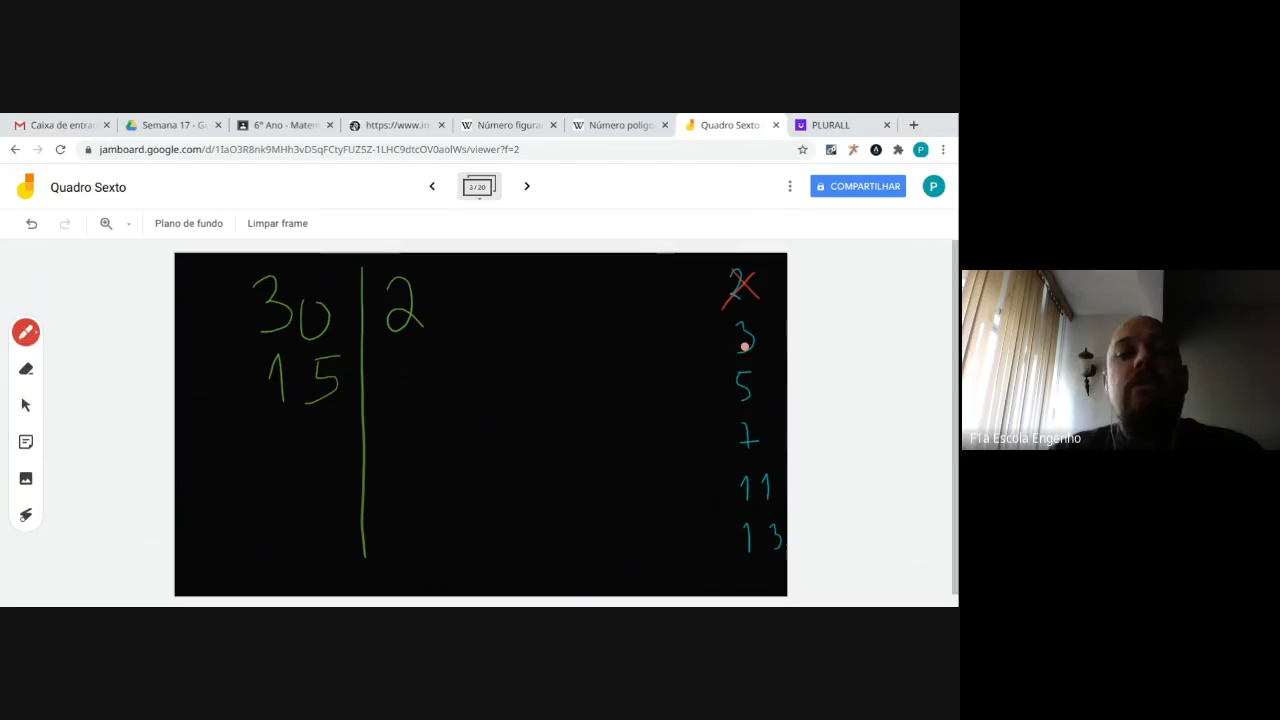 Caixa de entra
Semana 17 - G
6° Ano - Matem
https://www.in
Número figura
Número polígo
Quadro Sexto
PLURALL
jamboard.google.com/d/1IaO3R8nk9MHh3vD5qFCtyFUZ5Z-1LHC9dtcOV0aolWs/viewer?f=2
P
Quadro Sexto
3 / 20
COMPARTILHAR
P
Plano de fundo
Limpar frame
30 2
15
2
3
5
7
11
13
F1a Escola Engenho